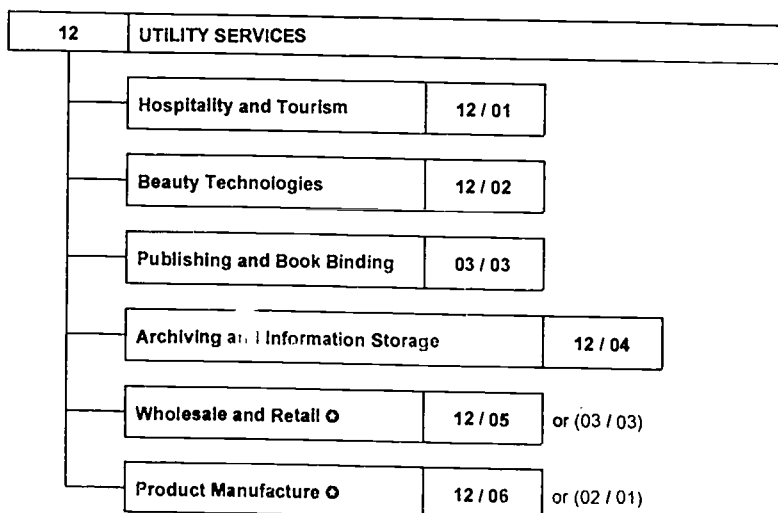 12 UTILITY SERVICES
Hospitality and Tourism 12 / 01
Beauty Technologies 12 / 02
Publishing and Book Binding 03 / 03
Archiving and Information Storage 12 / 04
Wholesale and Retail ✪ 12 / 05 or (03 / 03)
Product Manufacture ✪ 12 / 06 or (02 / 01)